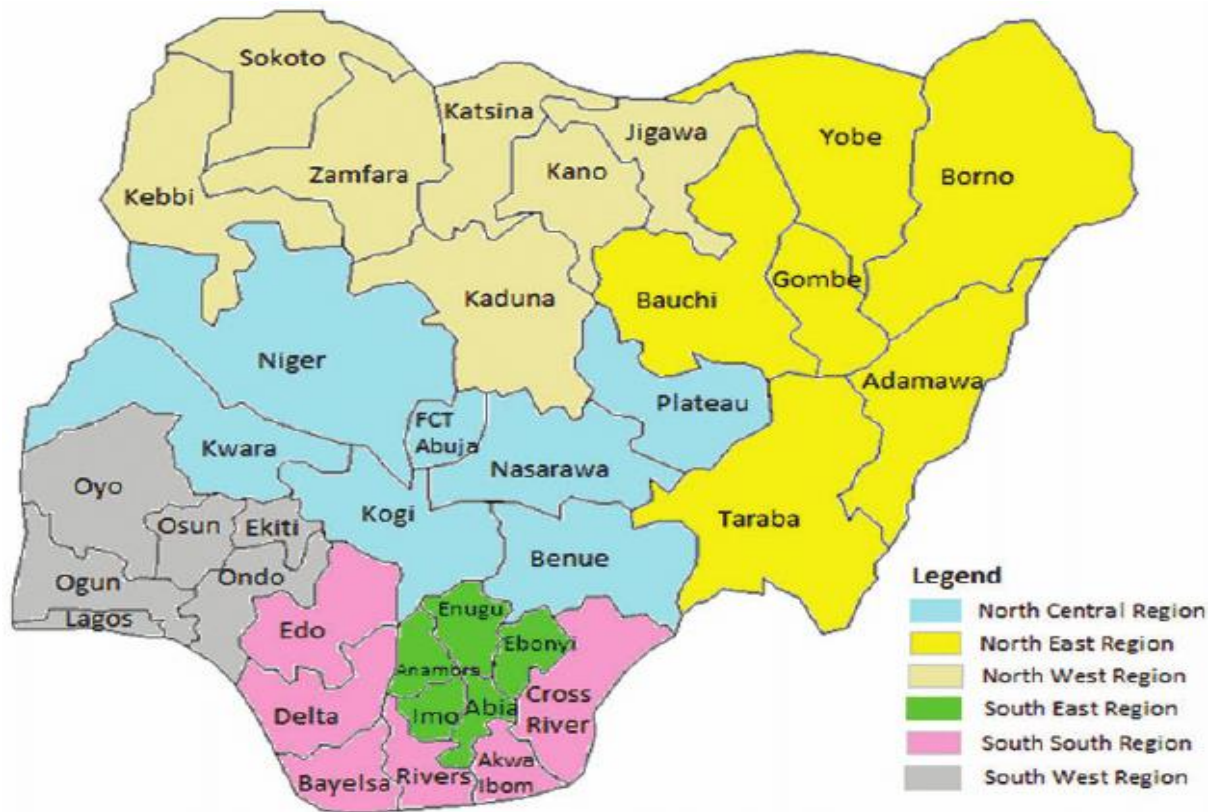 Sokoto
Katsina
Jigawa
Yobe
Borno
Kano
Zamfara
Kebbi
Gombe
Bauchi
Kaduna
Niger
Adamawa
Plateau
FCT
Abuja
Kwara
Nasarawa
Oyo
Kogi
Taraba
Osun
Ekiti
Benue
Ogun
Ondo
Lagos
Enugu
Edo
Ebonyi
Anambra
Cross
River
Abia
Imo
Delta
Akwa
Ibom
Bayelsa
Rivers
Legend
North Central Region
North East Region
North West Region
South East Region
South South Region
South West Region